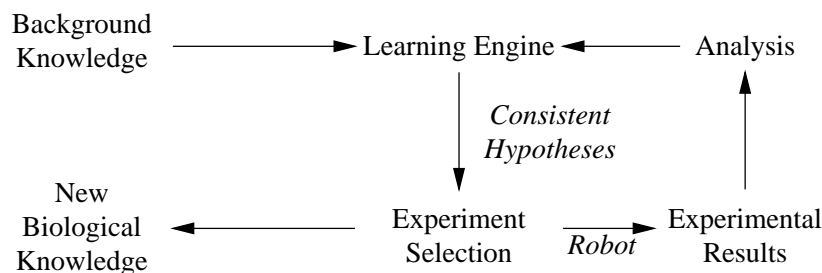 Background
Knowledge
Learning Engine
Analysis
Consistent
Hypotheses
New
Biological
Knowledge
Experiment
Selection
Robot
Experimental
Results